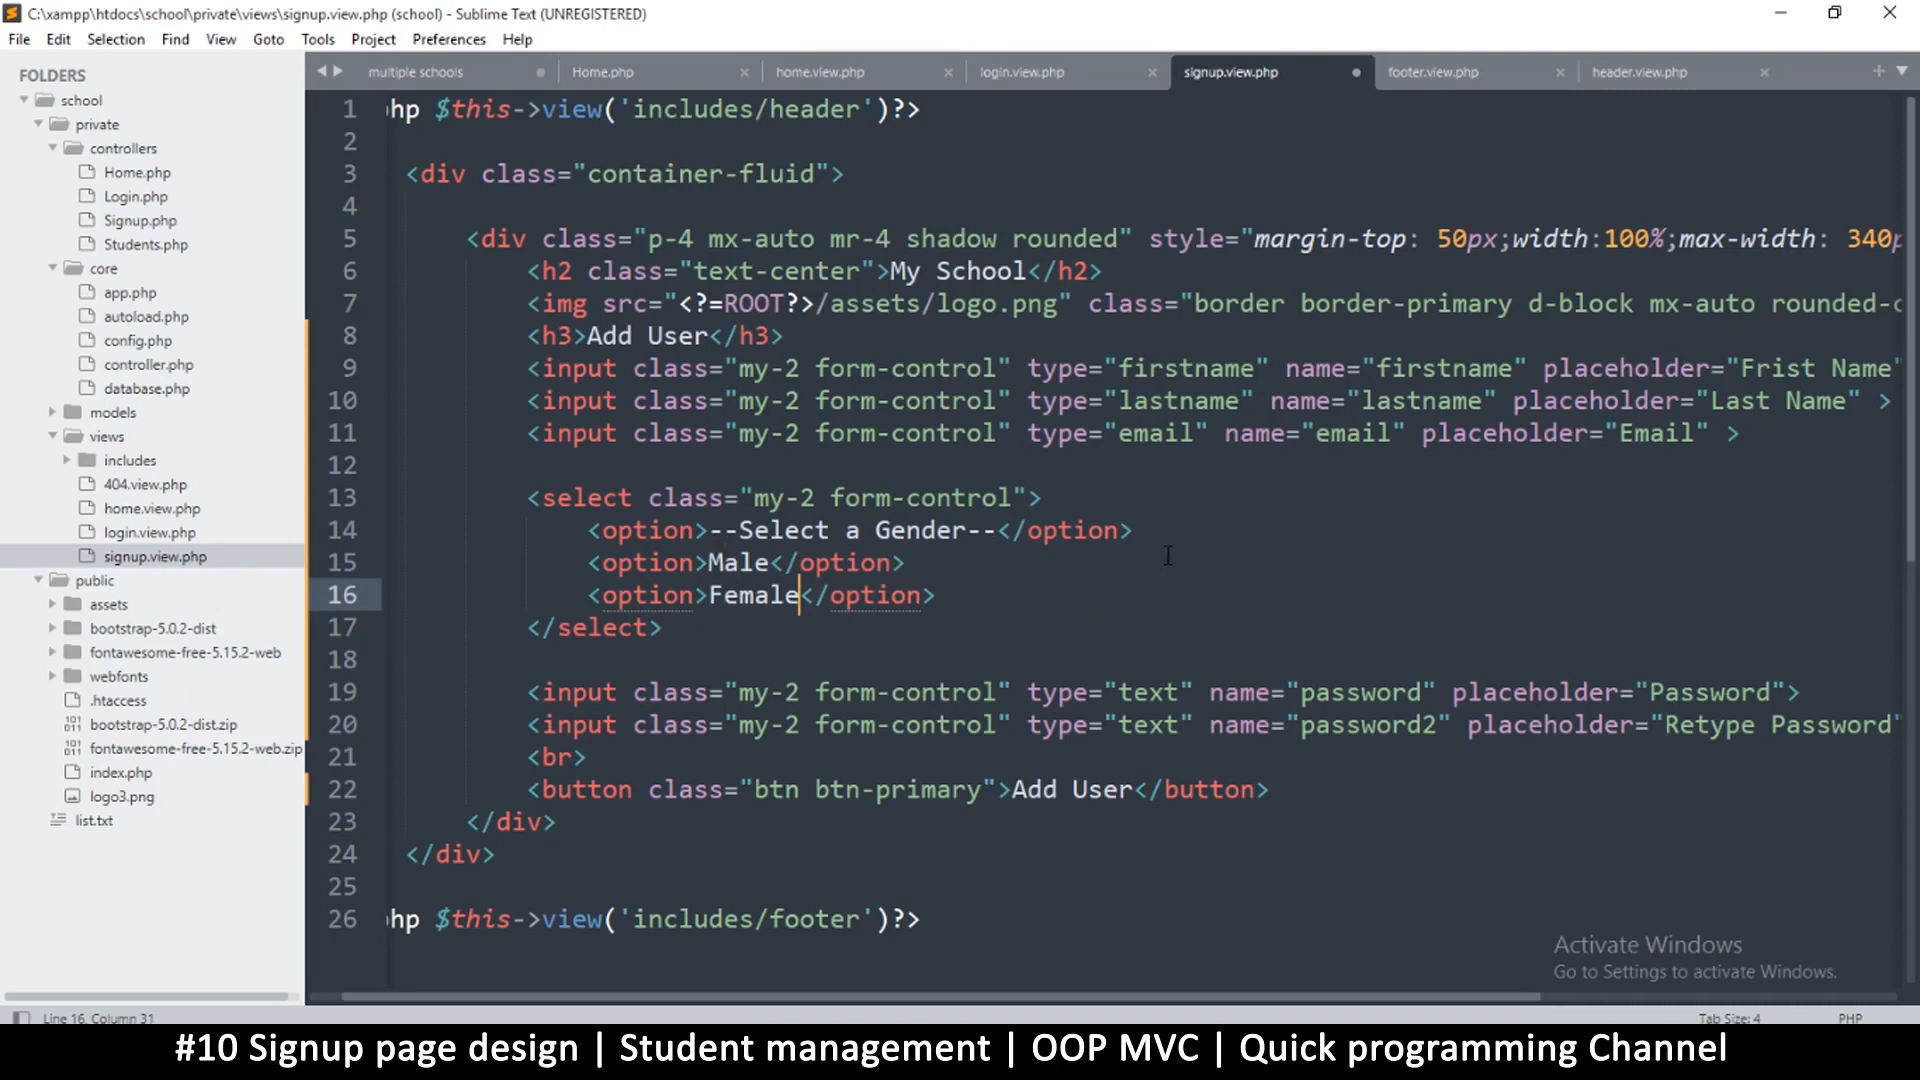 C:\xampp\htdocs\school\private\views\signup.view.php (school) - Sublime Text (UNREGISTERED)
File Edit Selection Find View Goto Tools Project Preferences Help
FOLDERS
school
private
controllers
Home.php
Login.php
Signup.php
Students.php
core
app.php
autoload.php
config.php
controller.php
database.php
models
views
includes
404.view.php
home.view.php
login.view.php
signup.view.php
public
assets
bootstrap-5.0.2-dist
fontawesome-free-5.15.2-web
webfonts
.htaccess
bootstrap-5.0.2-dist.zip
fontawesome-free-5.15.2-web.zip
index.php
logo3.png
list.txt
multiple schools Home.php home.view.php login.view.php signup.view.php footer.view.php header.view.php
1 hp $this->view('includes/header')?>
2
3 <div class="container-fluid">
4
5 <div class="p-4 mx-auto mr-4 shadow rounded" style="margin-top: 50px;width:100%;max-width: 340p
6 <h2 class="text-center">My School</h2>
7 <img src="<?=ROOT?>/assets/logo.png" class="border border-primary d-block mx-auto rounded-c
8 <h3>Add User</h3>
9 <input class="my-2 form-control" type="firstname" name="firstname" placeholder="Frist Name"
10 <input class="my-2 form-control" type="lastname" name="lastname" placeholder="Last Name" >
11 <input class="my-2 form-control" type="email" name="email" placeholder="Email" >
12
13 <select class="my-2 form-control">
14 <option>--Select a Gender--</option>
15 <option>Male</option>
16 <option>Female</option>
17 </select>
18
19 <input class="my-2 form-control" type="text" name="password" placeholder="Password">
20 <input class="my-2 form-control" type="text" name="password2" placeholder="Retype Password"
21 <br>
22 <button class="btn btn-primary">Add User</button>
23 </div>
24 </div>
25
26 hp $this->view('includes/footer')?>
Activate Windows
Go to Settings to activate Windows.
Line 16, Column 31 Tab Size: 4 PHP
#10 Signup page design | Student management | OOP MVC | Quick programming Channel